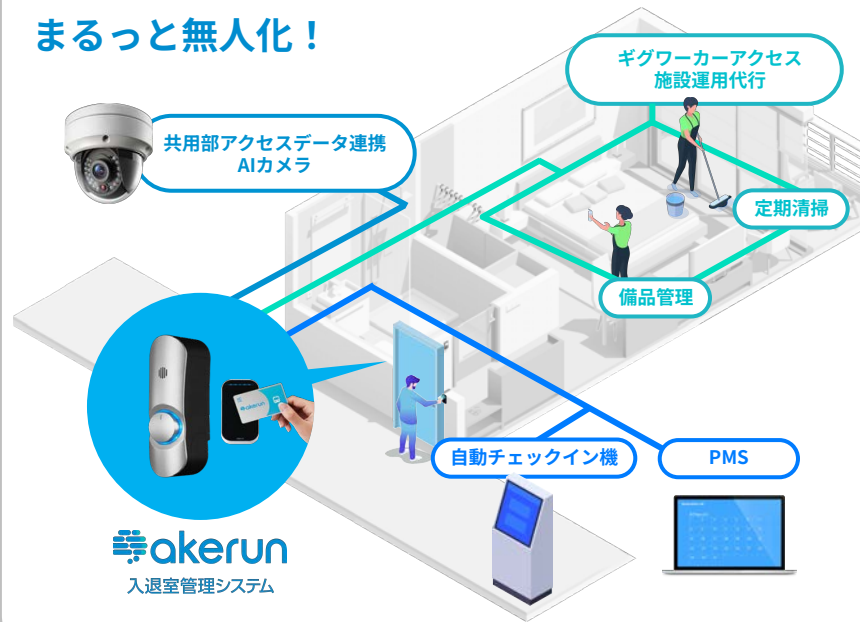 まるっと無人化！
ギグワーカーアクセス
施設運用代行
共用部アクセスデータ連携
AIカメラ
定期清掃
備品管理
akerun
自動チェックイン機
PMS
akerun
入退室管理システム